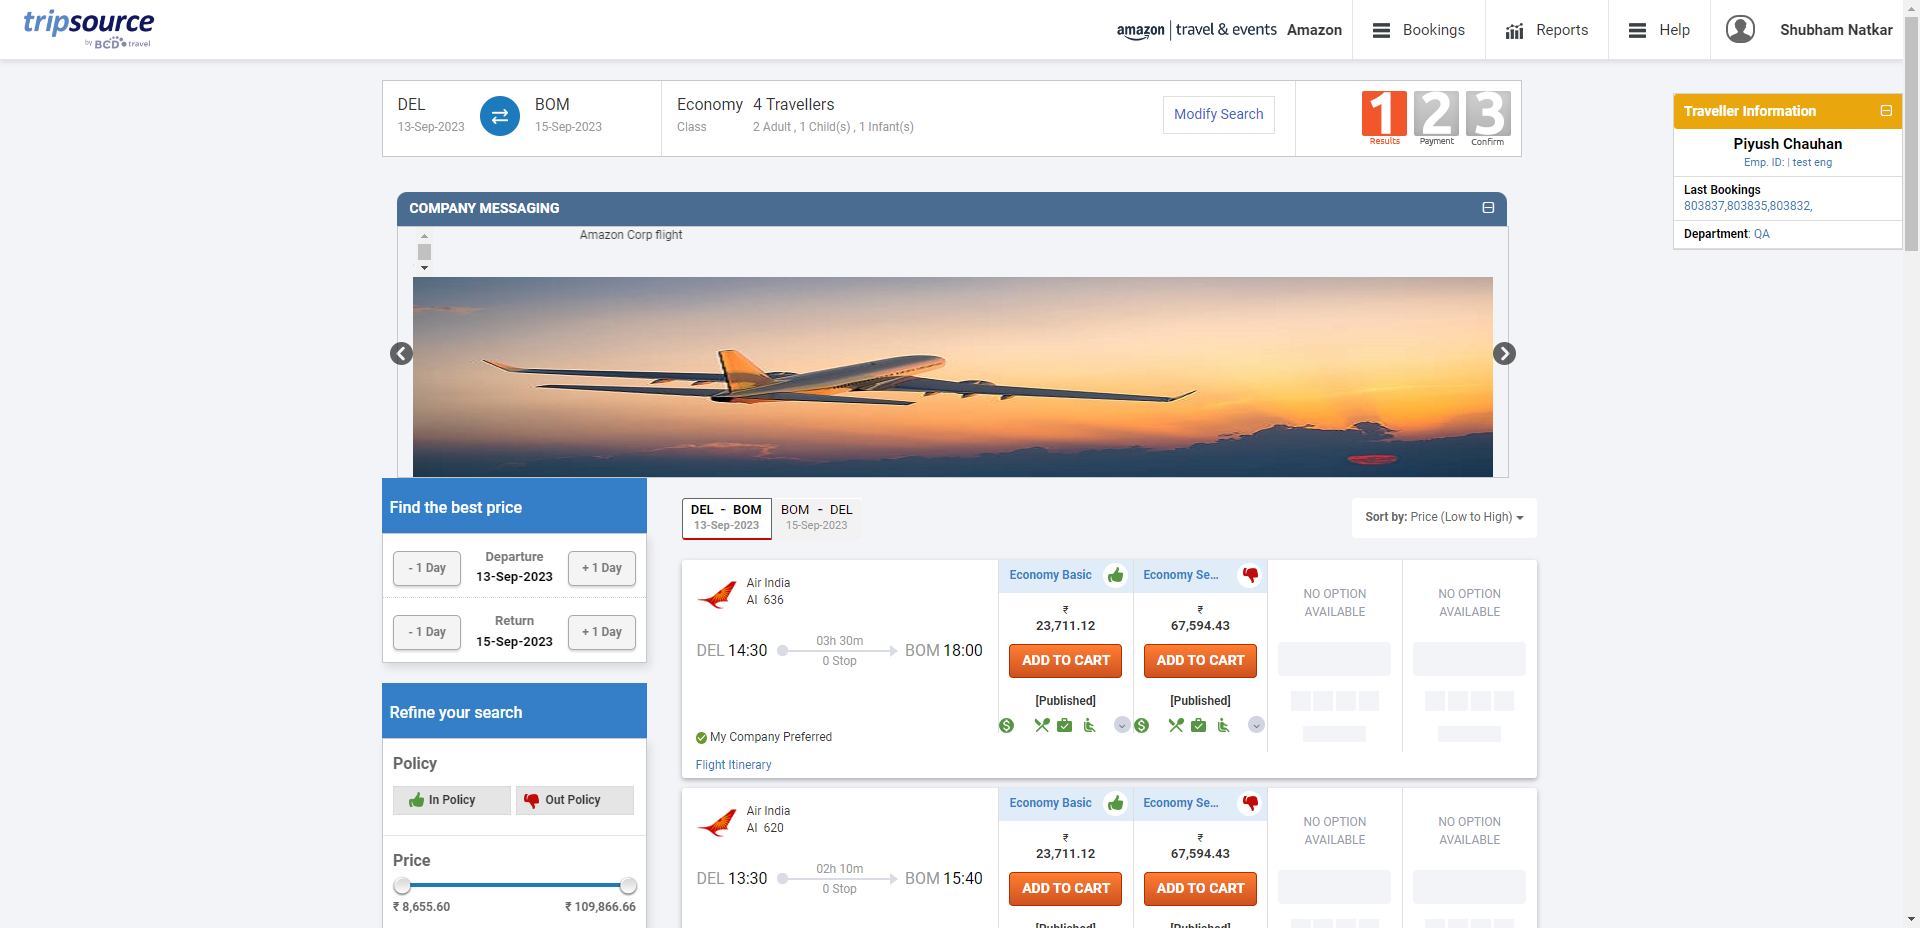 tripsource
by BCD travel
amazon | travel & events Amazon
Bookings
Reports
Help
Shubham Natkar
DEL
13-Sep-2023
BOM
15-Sep-2023
Economy
Class
4 Travellers
2 Adult , 1 Child(s) , 1 Infant(s)
Modify Search
1
Results
2
Payment
3
Confirm
Traveller Information
Piyush Chauhan
Emp. ID: | test eng
Last Bookings
803837,803835,803832,
Department: QA
COMPANY MESSAGING
Amazon Corp flight
Find the best price
- 1 Day
Departure
13-Sep-2023
+ 1 Day
- 1 Day
Return
15-Sep-2023
+ 1 Day
Refine your search
Policy
In Policy
Out Policy
Price
₹ 8,655.60
₹ 109,866.66
DEL - BOM
13-Sep-2023
BOM - DEL
15-Sep-2023
Sort by: Price (Low to High)
Air India
AI 636
DEL 14:30
03h 30m
0 Stop
BOM 18:00
My Company Preferred
Flight Itinerary
Economy Basic
₹
23,711.12
ADD TO CART
[Published]
Economy Se...
₹
67,594.43
ADD TO CART
[Published]
NO OPTION
AVAILABLE
NO OPTION
AVAILABLE
Air India
AI 620
DEL 13:30
02h 10m
0 Stop
BOM 15:40
Economy Basic
₹
23,711.12
ADD TO CART
[Published]
Economy Se...
₹
67,594.43
ADD TO CART
[Published]
NO OPTION
AVAILABLE
NO OPTION
AVAILABLE